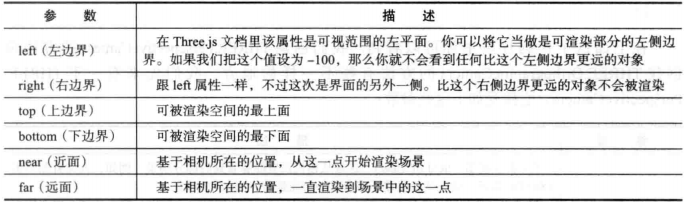 参 数 描 述
left（左边界） 在 Three.js 文档里该属性是可视范围的左平面。你可以将它当做是可渲染部分的左侧边
界。如果我们把这个值设为 -100，那么你就不会看到任何比这个左侧边界更远的对象
right（右边界） 跟 left 属性一样，不过这次是界面的另外一侧。比这个右侧边界更远的对象不会被渲染
top（上边界） 可被渲染空间的最上面
bottom（下边界） 可被渲染空间的最下面
near（近面） 基于相机所在的位置，从这一点开始渲染场景
far（远面） 基于相机所在的位置，一直渲染到场景中的这一点